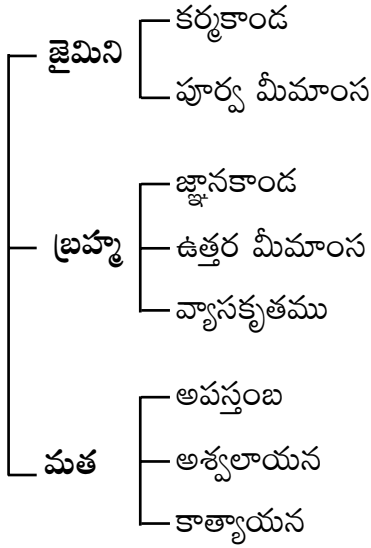 కర్మకాండ
జైమిని
పూర్వ మీమాంస
జ్ఞానకాండ
బ్రహ్మ
ఉత్తర మీమాంస
వ్యాసకృతము
అపస్తంబ
మత
అశ్వలాయన
కాత్యాయన